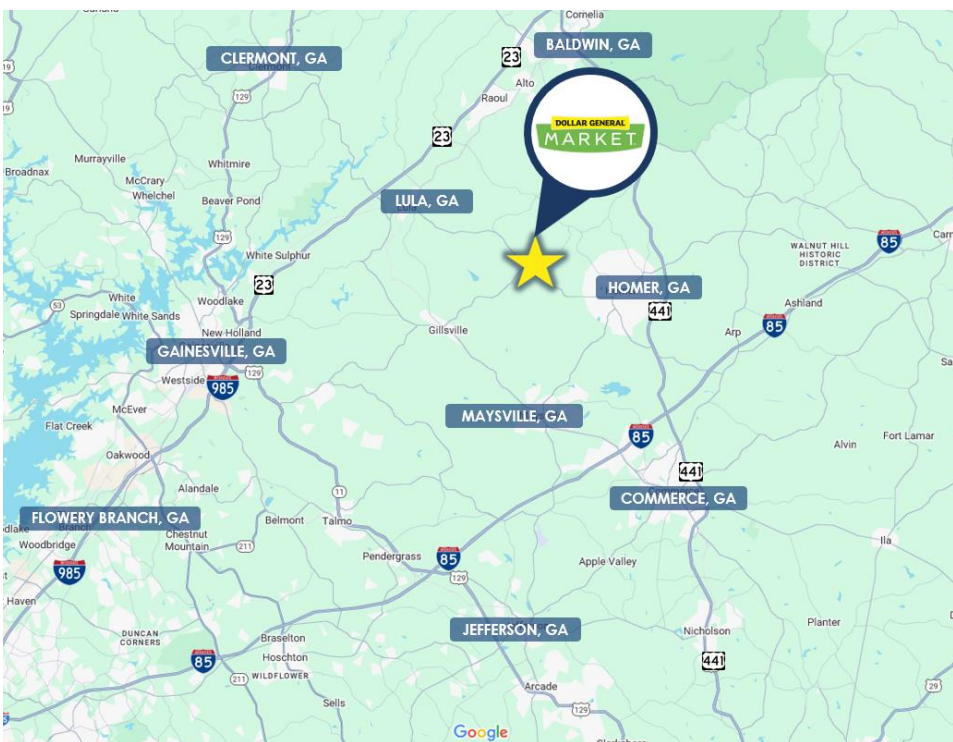 Cornelia
CLERMONT, GA
BALDWIN, GA
23
19
129
Alto
Raoul
DOLLAR GENERAL
MARKET
23
Murrayville
Whitmire
Broadnax
McCrary
Whelchel
Beaver Pond
LULA, GA
129
White Sulphur
WALNUT HILL
HISTORIC
DISTRICT
85
23
HOMER, GA
White
Woodlake
53
Springdale
White Sands
441
Ashland
New Holland
Gillsville
Arp
85
GAINESVILLE, GA
Westside
985
129
McEver
Flat Creek
MAYSVILLE, GA
85
Fort Lamar
Alvin
Oakwood
441
Alandale
11
COMMERCE, GA
FLOWERY BRANCH, GA
Belmont
Talmo
Chestnut
Mountain
Woodbridge
211
Ila
Pendergrass
85
985
129
Apple Valley
Haven
DUNCAN
CORNERS
JEFFERSON, GA
Planter
Braselton
Nicholson
85
Hoschton
441
211
WILDFLOWER
Arcade
29
Sells
129
Google